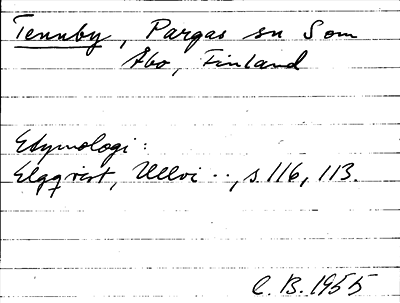 Tennby, Pargas sn Som
Åbo, Finland
Etymologi:
Elgqvist, Ullvi .., s. 116, 113.
C. B. 1955